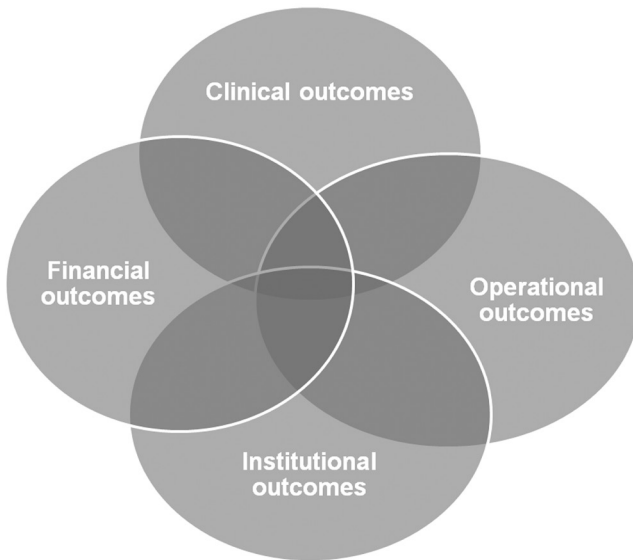 Clinical outcomes
Financial
outcomes
Operational
outcomes
Institutional
outcomes